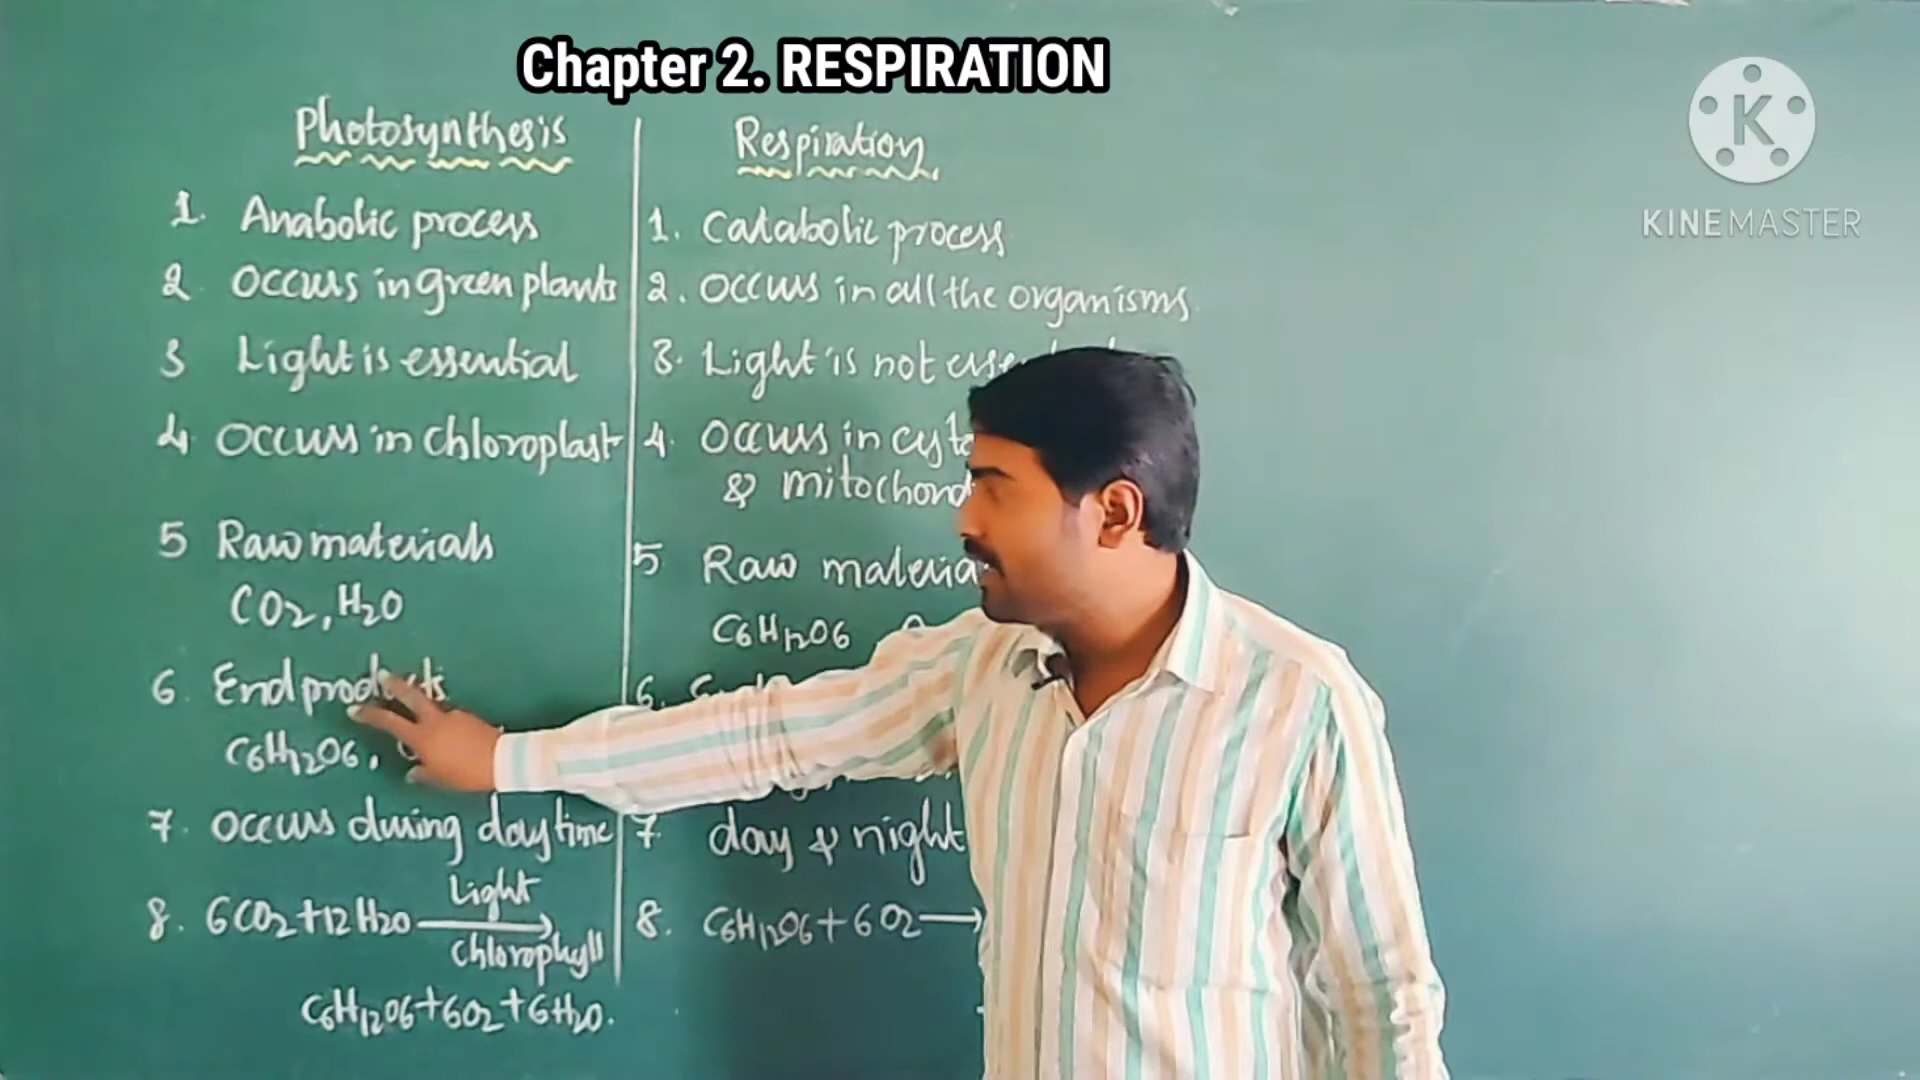 Chapter 2. RESPIRATION
K
KINEMASTER
Photosynthesis
1. Anabolic process
2. Occurs in green plants
3 Light is essential
4. Occurs in chloroplast
5 Raw materials
CO2, H2O
6. End products
C6H12O6,
7. Occurs during day time
8. 6CO2+12H2O Light
Chlorophyll
C6H12O6+6O2+6H2O.
Respiration
1. Catabolic process
2. Occurs in all the organisms.
3. Light is not
4. Occurs in
&
5 Raw
C6H12O6
6.
7. day & night
8. C6H12O6+6O2→